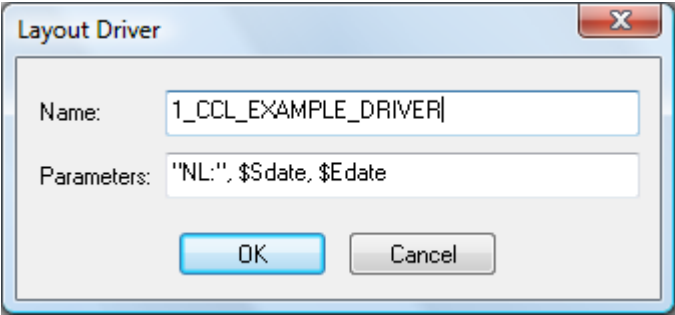 Layout Driver
Name: 1_CCL_EXAMPLE_DRIVER
Parameters: "NL:", $Sdate, $Edate
OK Cancel